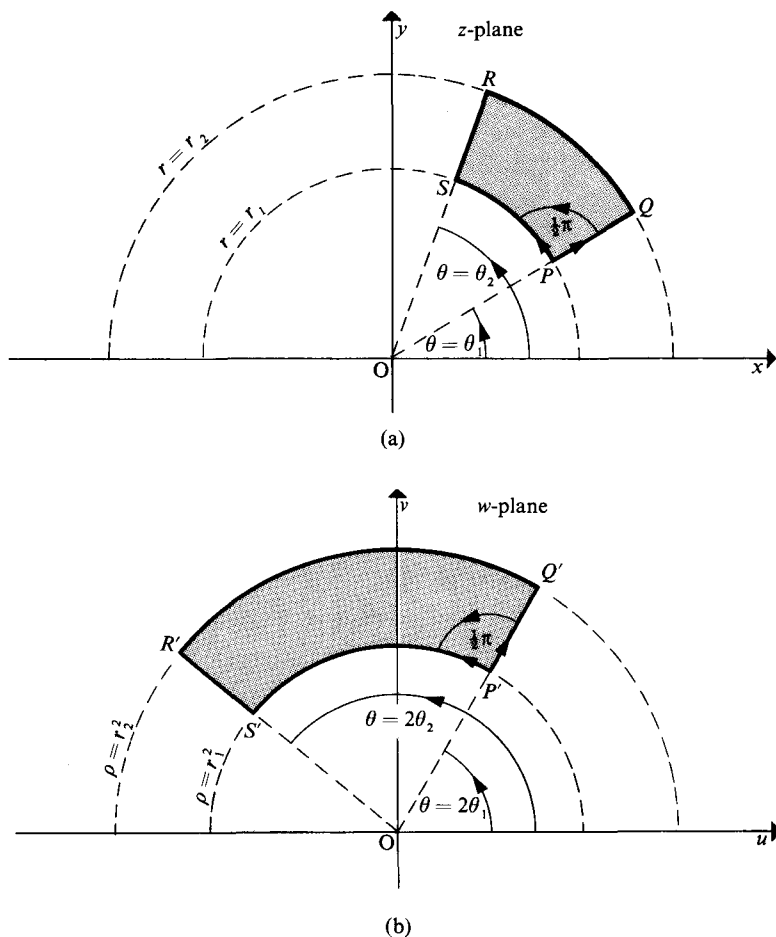 y
z-plane
R
r = r₂
r = r₁
S
Q
½π
P
θ = θ₂
θ = θ₁
O
x
(a)
v
w-plane
Q′
R′
½π
P′
S′
θ = 2θ₂
ρ = r₂²
ρ = r₁²
θ = 2θ₁
O
u
(b)